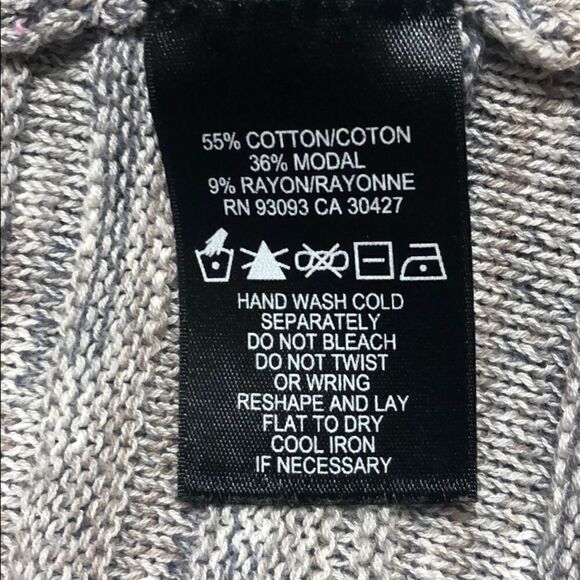 55% COTTON/COTON
36% MODAL
9% RAYON/RAYONNE
RN 93093 CA 30427
HAND WASH COLD
SEPARATELY
DO NOT BLEACH
DO NOT TWIST
OR WRING
RESHAPE AND LAY
FLAT TO DRY
COOL IRON
IF NECESSARY